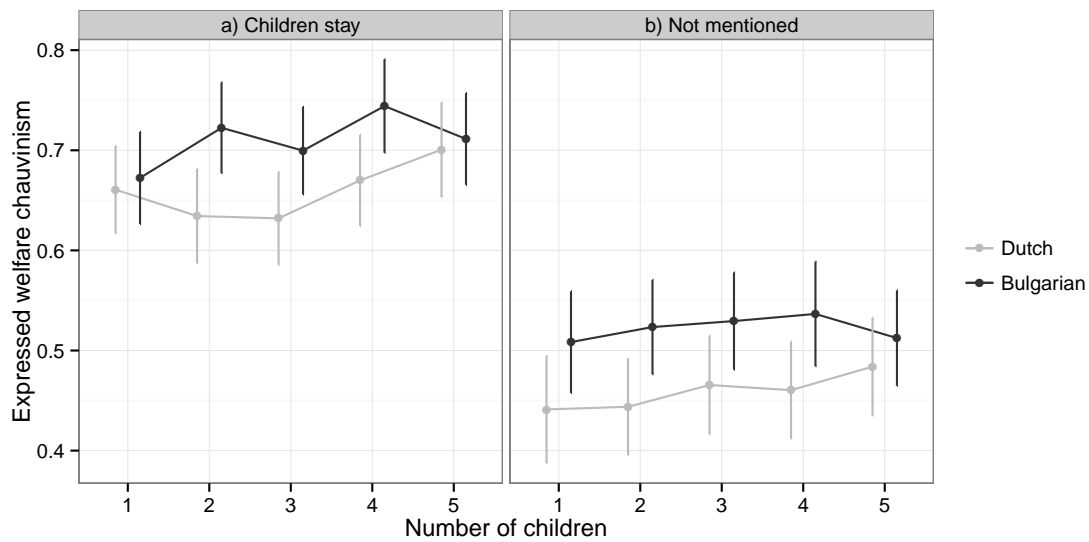 a) Children stay
b) Not mentioned
Expressed welfare chauvinism
0.8
0.7
0.6
0.5
0.4
1 2 3 4 5
1 2 3 4 5
Number of children
Dutch
Bulgarian